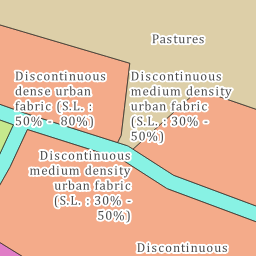 Pastures
Discontinuous
dense urban
fabric (S.L. :
50% -  80%)
Discontinuous
medium density
urban fabric
(S.L. : 30% -
50%)
Discontinuous
medium density
urban fabric
(S.L. : 30% -
50%)
Discontinuous